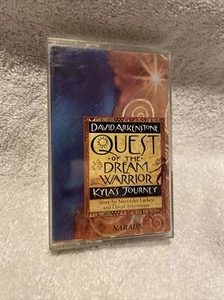 DAVID ARKENSTONE
QUEST
OF THE
DREAM
WARRIOR
KYLA'S JOURNEY
Story by Mercedes Lackey
and David Arkenstone
NARADA